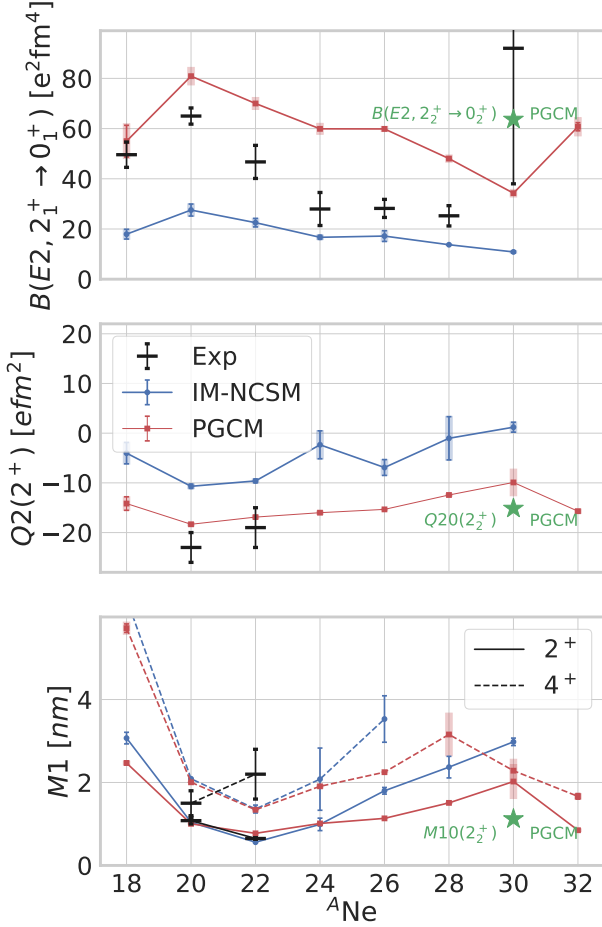 B(E2, 2₁⁺ → 0₁⁺) [e²fm⁴]
80
60
40
20
0
B(E2, 2₂⁺ → 0₂⁺) PGCM
Q2(2⁺) [efm²]
20
10
0
−10
−20
Exp
IM-NCSM
PGCM
Q20(2₂⁺) PGCM
M1 [nm]
4
2
0
2⁺
4⁺
M10(2₂⁺) PGCM
18 20 22 24 26 28 30 32
ᴬNe